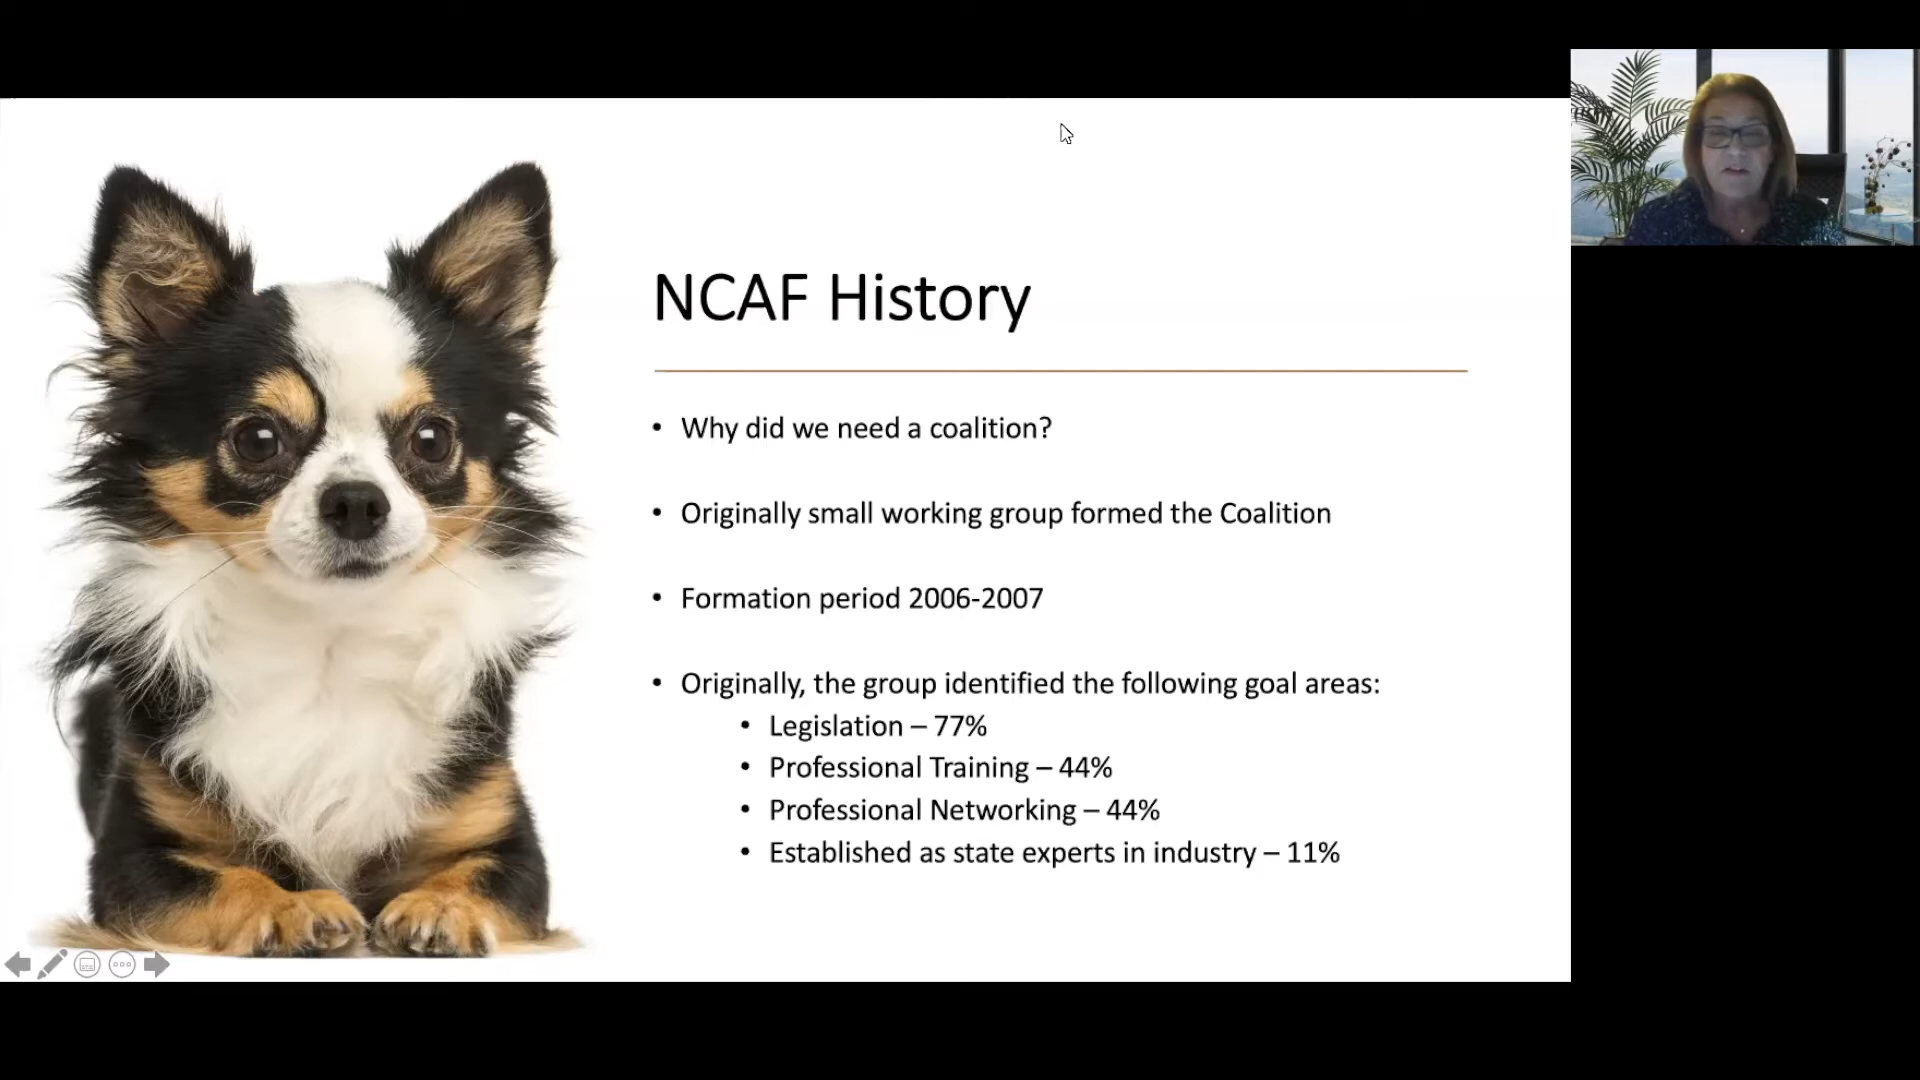 NCAF History
• Why did we need a coalition?
• Originally small working group formed the Coalition
• Formation period 2006-2007
• Originally, the group identified the following goal areas:
• Legislation – 77%
• Professional Training – 44%
• Professional Networking – 44%
• Established as state experts in industry – 11%